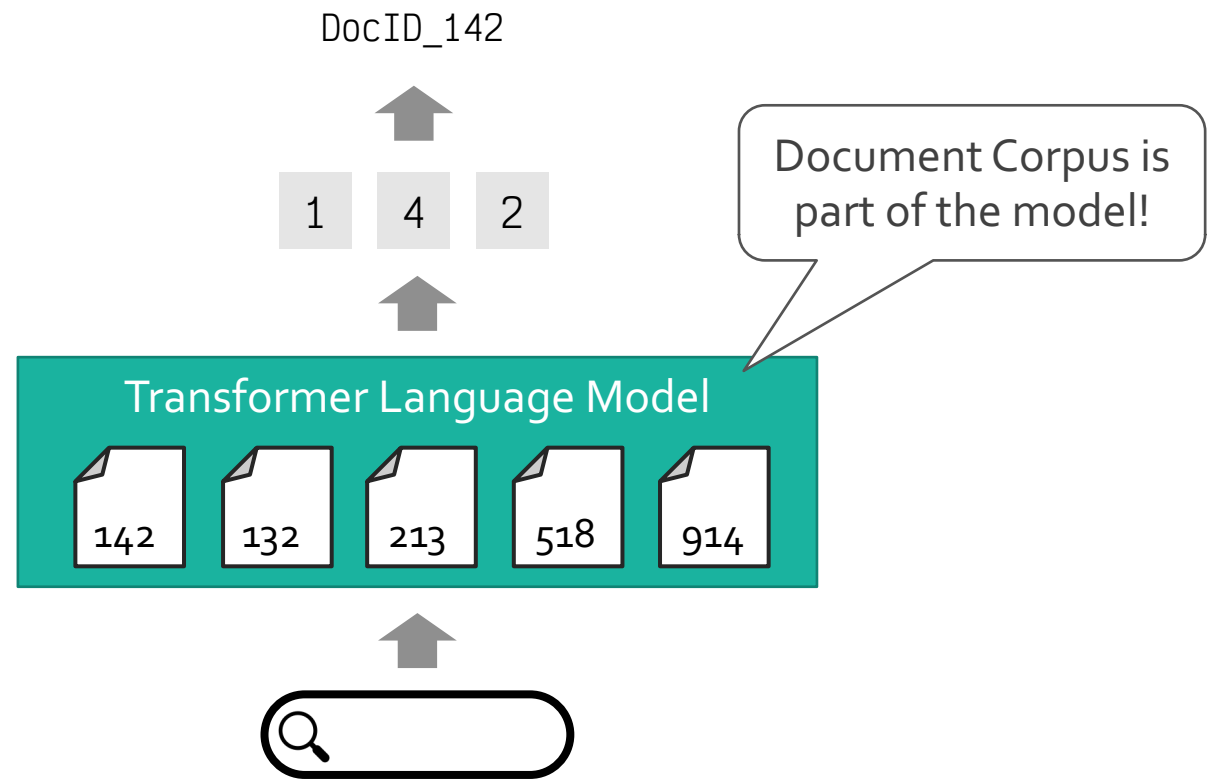 DocID_142
1 4 2
Document Corpus is
part of the model!
Transformer Language Model
142 132 213 518 914